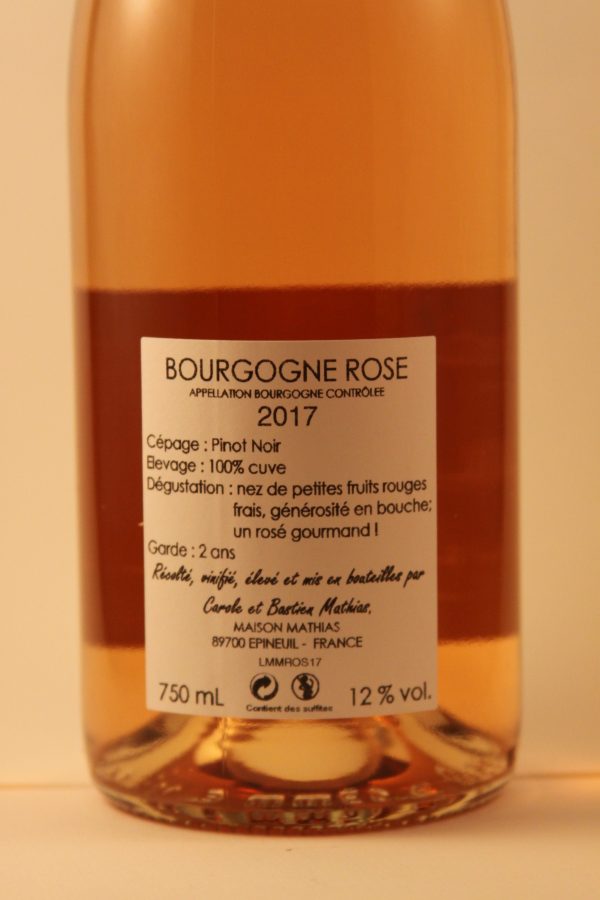 BOURGOGNE ROSE
APPELLATION BOURGOGNE CONTRÔLEE
2017
Cépage : Pinot Noir
Elevage : 100% cuve
Dégustation : nez de petites fruits rouges
frais, générosité en bouche;
un rosé gourmand !
Garde : 2 ans
Récolté, vinifié, élevé et mis en bouteilles par
Carole et Bastien Mathias.
MAISON MATHIAS
89700 EPINEUIL - FRANCE
LMMROS17
750 mL
12 % vol.
Contient des sulfites